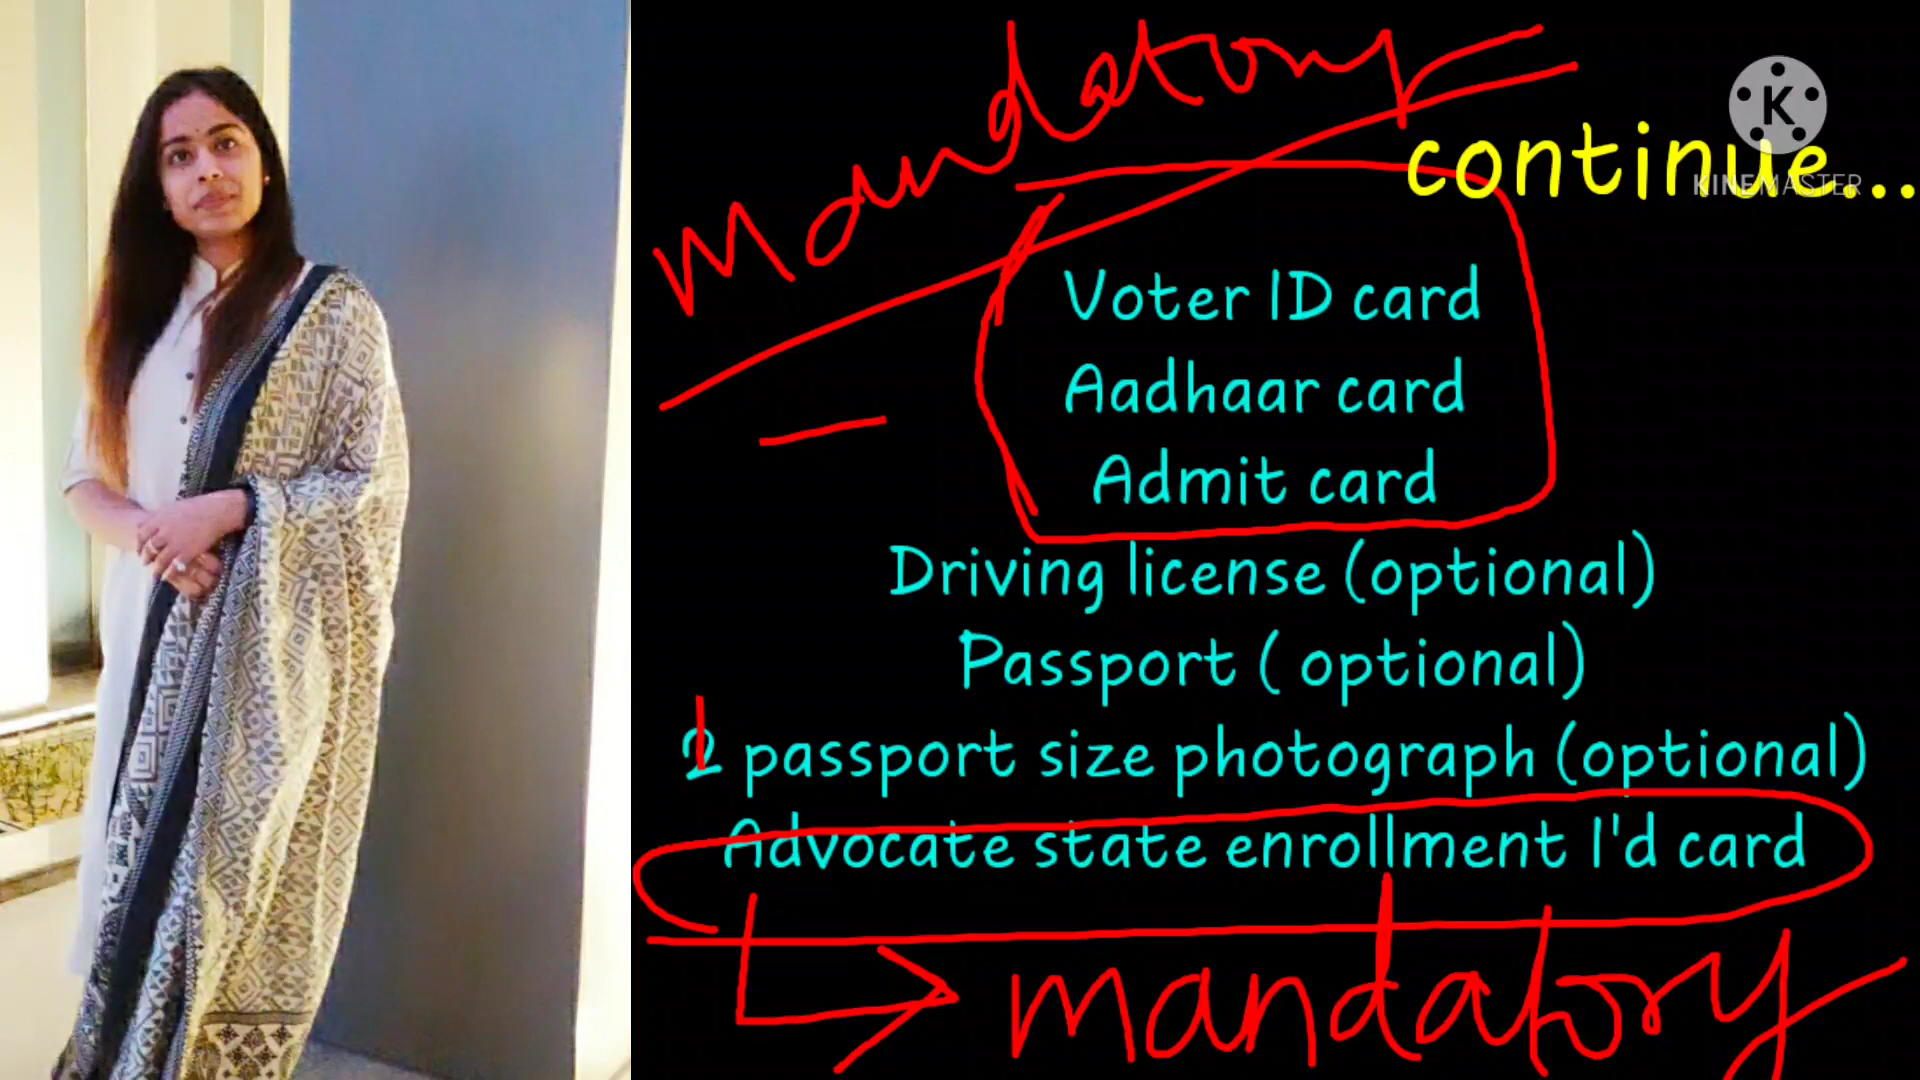 Mandatory
K
continue...
KINEMASTER
Voter ID card
Aadhaar card
Admit card
Driving license (optional)
Passport ( optional)
passport size photograph (optional)
Advocate state enrollment I'd card
mandatory